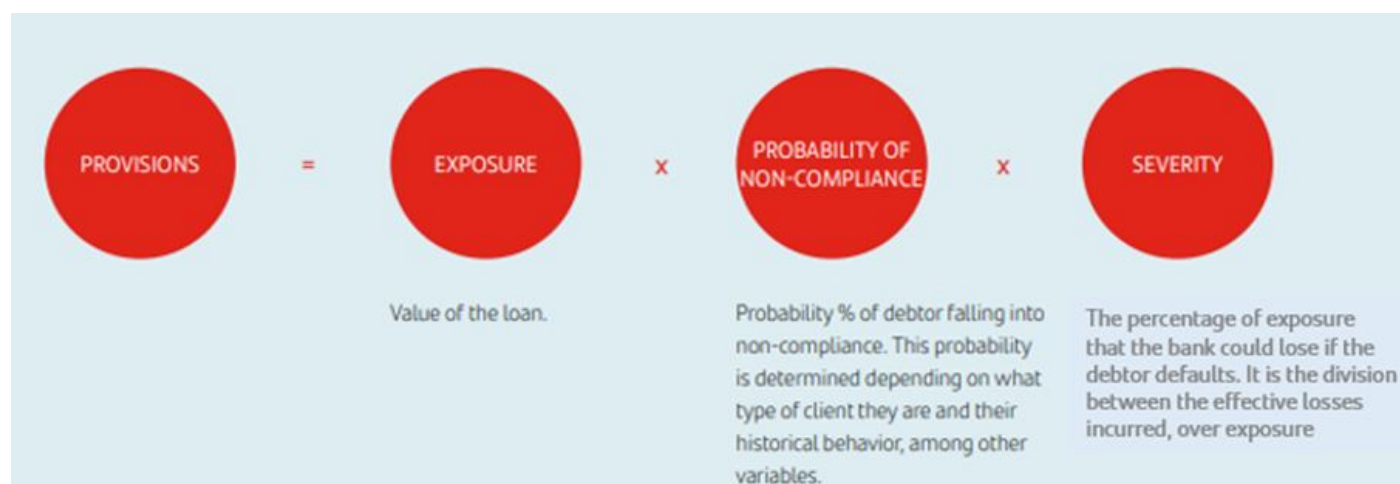 PROVISIONS
=
EXPOSURE
x
PROBABILITY OF
NON-COMPLIANCE
x
SEVERITY
Value of the loan.
Probability % of debtor falling into
non-compliance. This probability
is determined depending on what
type of client they are and their
historical behavior, among other
variables.
The percentage of exposure
that the bank could lose if the
debtor defaults. It is the division
between the effective losses
incurred, over exposure